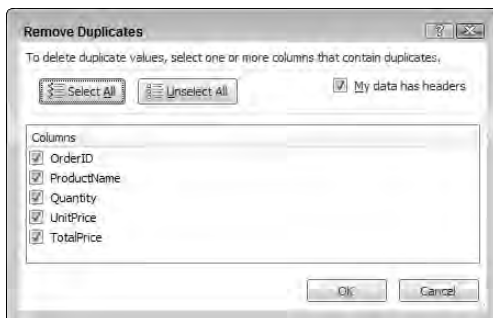 Remove Duplicates
To delete duplicate values, select one or more columns that contain duplicates.
Select All
Unselect All
My data has headers
Columns
OrderID
ProductName
Quantity
UnitPrice
TotalPrice
OK
Cancel